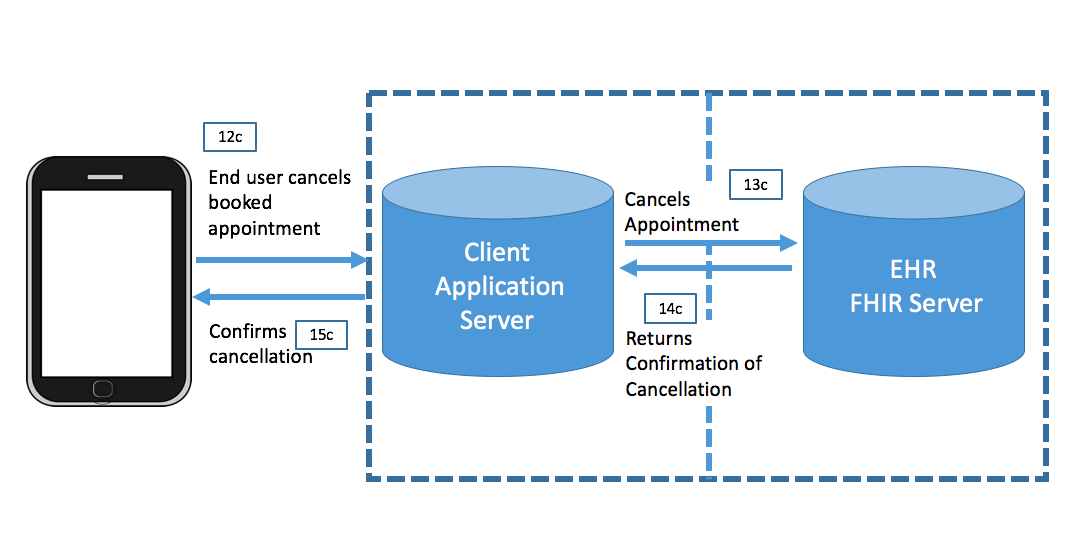 12c
End user cancels
booked
appointment
Confirms
15c
cancellation
Client
Application
Server
Cancels
Appointment
13c
14c
Returns
Confirmation of
Cancellation
EHR
FHIR Server